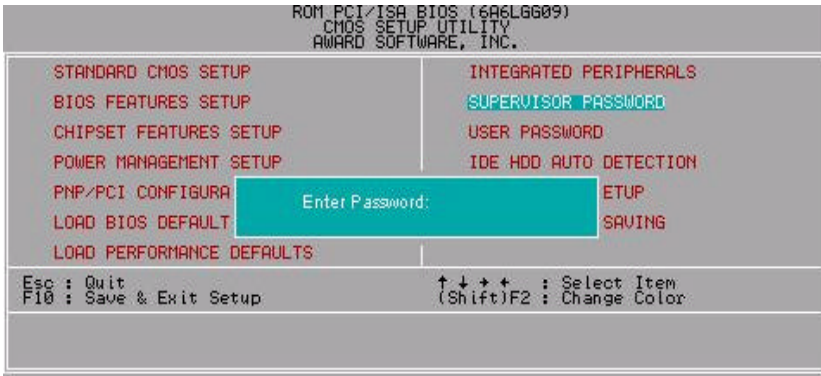 ROM PCI/ISA BIOS (6A6LGG09)
CMOS SETUP UTILITY
AWARD SOFTWARE, INC.
STANDARD CMOS SETUP
BIOS FEATURES SETUP
CHIPSET FEATURES SETUP
POWER MANAGEMENT SETUP
PNP/PCI CONFIGURA
LOAD BIOS DEFAULT
LOAD PERFORMANCE DEFAULTS
INTEGRATED PERIPHERALS
SUPERVISOR PASSWORD
USER PASSWORD
IDE HDD AUTO DETECTION
ETUP
SAVING
Enter Password:
Esc : Quit
F10 : Save & Exit Setup
↑ ↓ → ← : Select Item
(Shift)F2 : Change Color